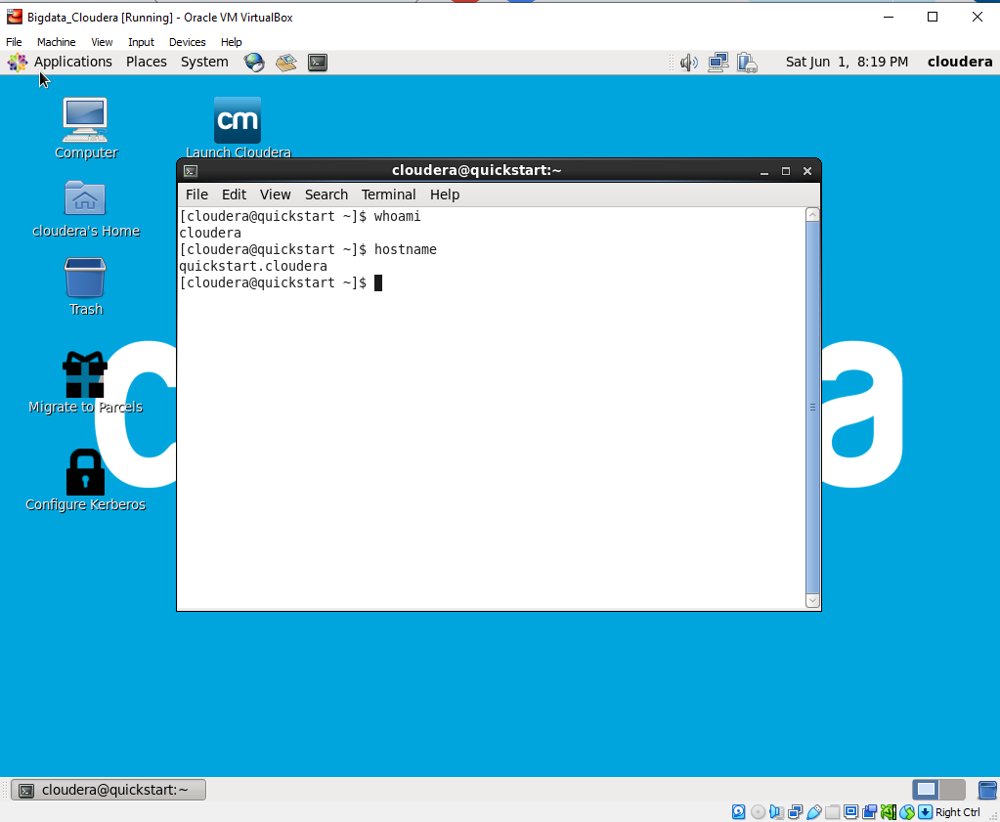 Bigdata_Cloudera [Running] - Oracle VM VirtualBox
File Machine View Input Devices Help
Applications Places System Sat Jun 1, 8:19 PM cloudera
Computer
cm
Launch Cloudera
cloudera's Home
Trash
Migrate to Parcels
Configure Kerberos
cloudera@quickstart:~
File Edit View Search Terminal Help
[cloudera@quickstart ~]$ whoami
cloudera
[cloudera@quickstart ~]$ hostname
quickstart.cloudera
[cloudera@quickstart ~]$
c
a
cloudera@quickstart:~
Right Ctrl